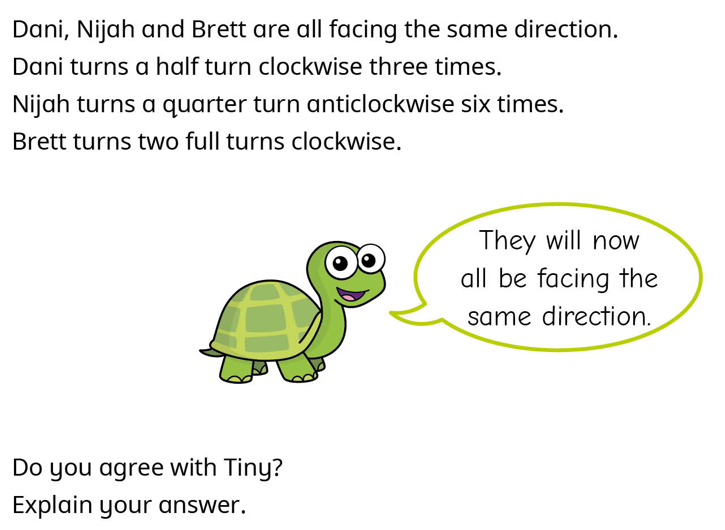 Dani, Nijah and Brett are all facing the same direction.
Dani turns a half turn clockwise three times.
Nijah turns a quarter turn anticlockwise six times.
Brett turns two full turns clockwise.
They will now
all be facing the
same direction.
Do you agree with Tiny?
Explain your answer.